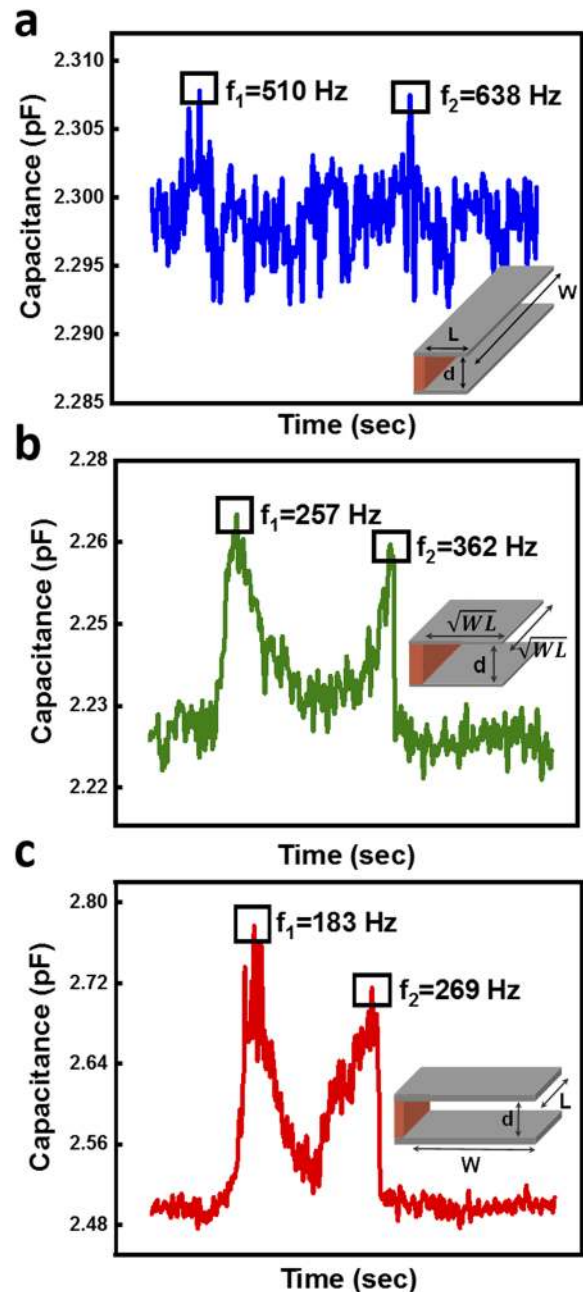 a
2.310
2.305
2.300
2.295
2.290
2.285
Capacitance (pF)
f₁=510 Hz
f₂=638 Hz
L
d
W
Time (sec)
b
2.28
2.26
2.25
2.23
2.22
Capacitance (pF)
f₁=257 Hz
f₂=362 Hz
√WL
√WL
d
Time (sec)
c
2.80
2.72
2.64
2.56
2.48
Capacitance (pF)
f₁=183 Hz
f₂=269 Hz
L
d
W
Time (sec)